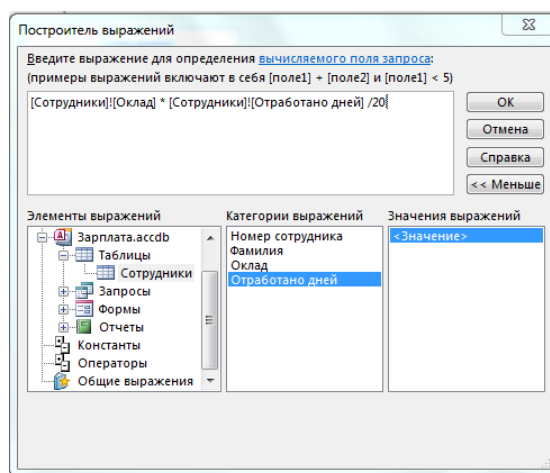 Построитель выражений
Введите выражение для определения вычисляемого поля запроса:
(примеры выражений включают в себя [поле1] + [поле2] и [поле1] < 5)
[Сотрудники]![Оклад] * [Сотрудники]![Отработано дней] /20
ОК
Отмена
Справка
<< Меньше
Элементы выражений
Категории выражений
Значения выражений
Зарплата.accdb
Таблицы
Сотрудники
Запросы
Формы
Отчеты
Константы
Операторы
Общие выражения
Номер сотрудника
Фамилия
Оклад
Отработано дней
<Значение>